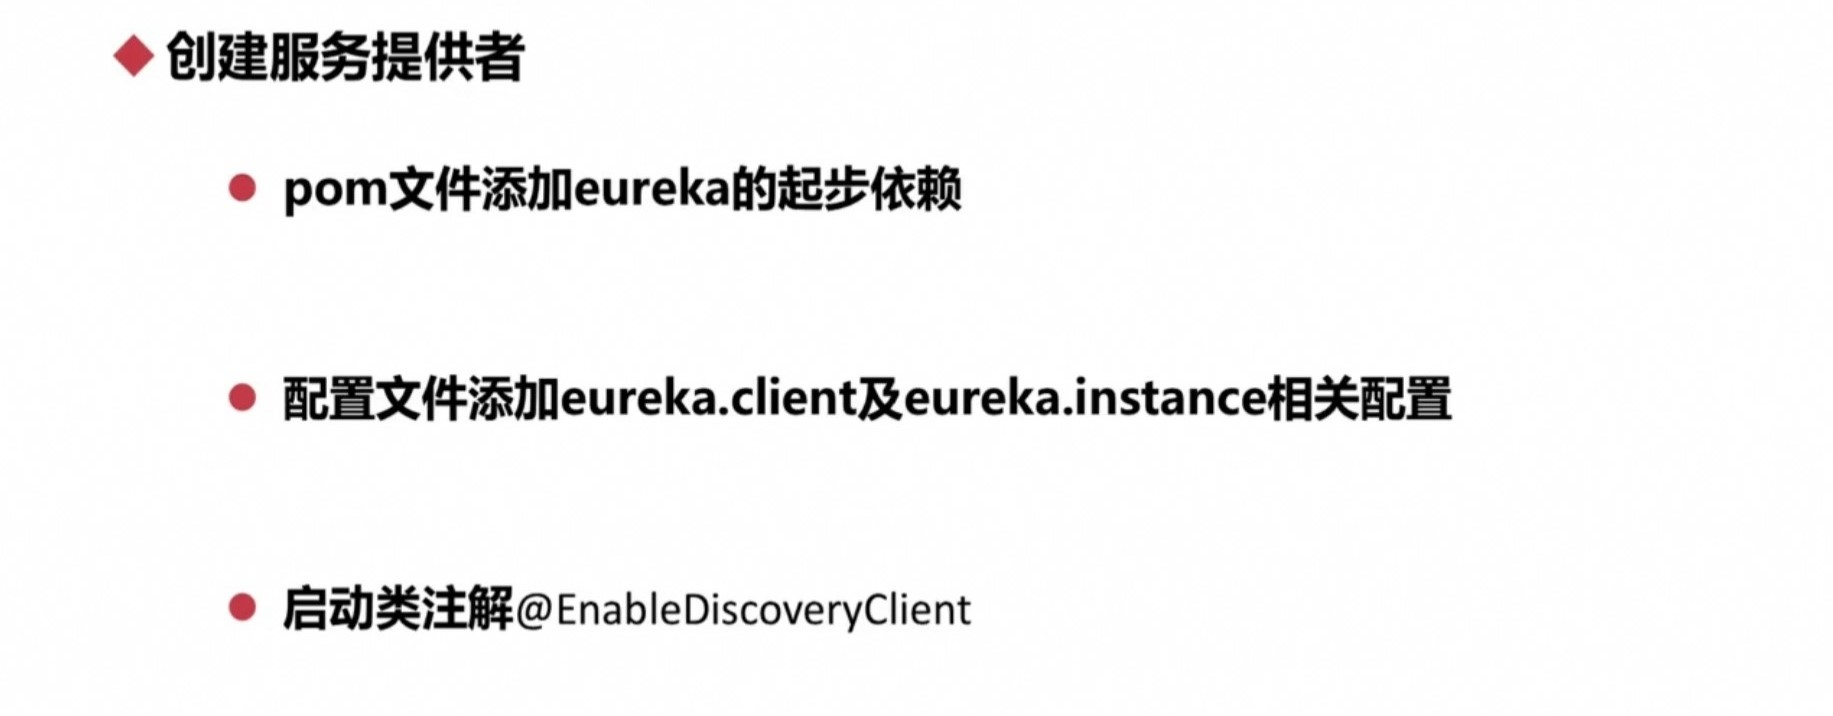 创建服务提供者
pom文件添加eureka的起步依赖
配置文件添加eureka.client及eureka.instance相关配置
启动类注解@EnableDiscoveryClient